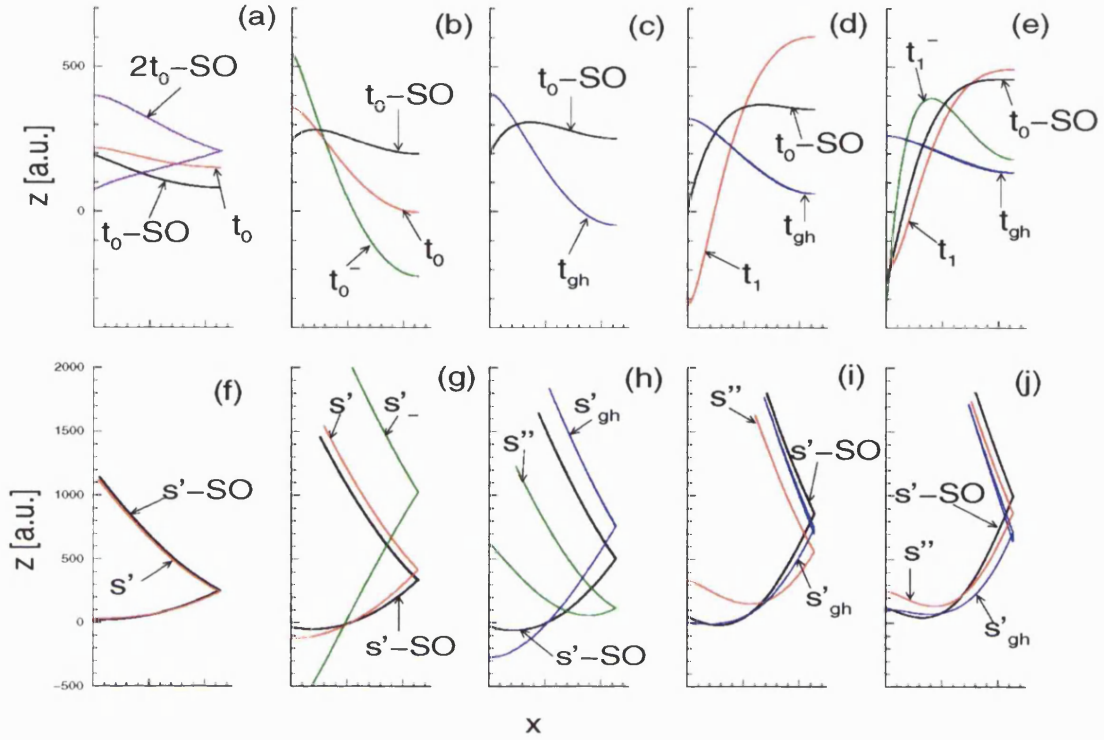 (a) (b) (c) (d) (e)
z [a.u.]
500
0
2t₀–SO
t₀
t₀–SO
t₀–SO
t₀
t₀⁻
t₀–SO
t_gh
t₀–SO
t_gh
t₁
t₁⁻
t₀–SO
t_gh
t₁
(f) (g) (h) (i) (j)
z [a.u.]
2000
1500
1000
500
0
-500
s'–SO
s'
s'
s'₋
s'–SO
s'_gh
s''
s'–SO
s''
s'–SO
s'_gh
s'–SO
s''
s'_gh
x